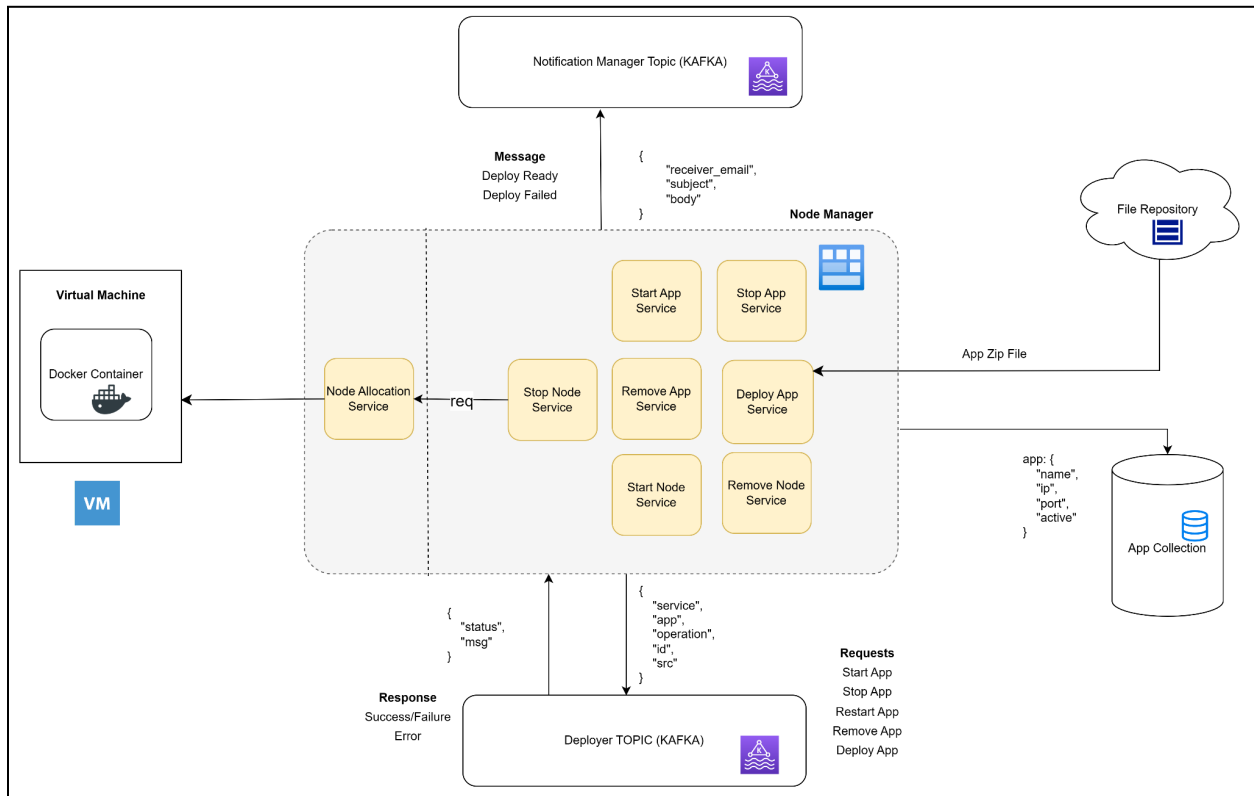 Notification Manager Topic (KAFKA)
K
Message
Deploy Ready
Deploy Failed
{
"receiver_email",
"subject",
"body"
}
Node Manager
File Repository
Virtual Machine
Docker Container
VM
Node Allocation
Service
req
Stop Node
Service
Start App
Service
Stop App
Service
Remove App
Service
Deploy App
Service
Start Node
Service
Remove Node
Service
App Zip File
app: {
"name",
"ip",
"port",
"active"
}
App Collection
{
"status",
"msg"
}
{
"service",
"app",
"operation",
"id",
"src"
}
Response
Success/Failure
Error
Requests
Start App
Stop App
Restart App
Remove App
Deploy App
Deployer TOPIC (KAFKA)
K